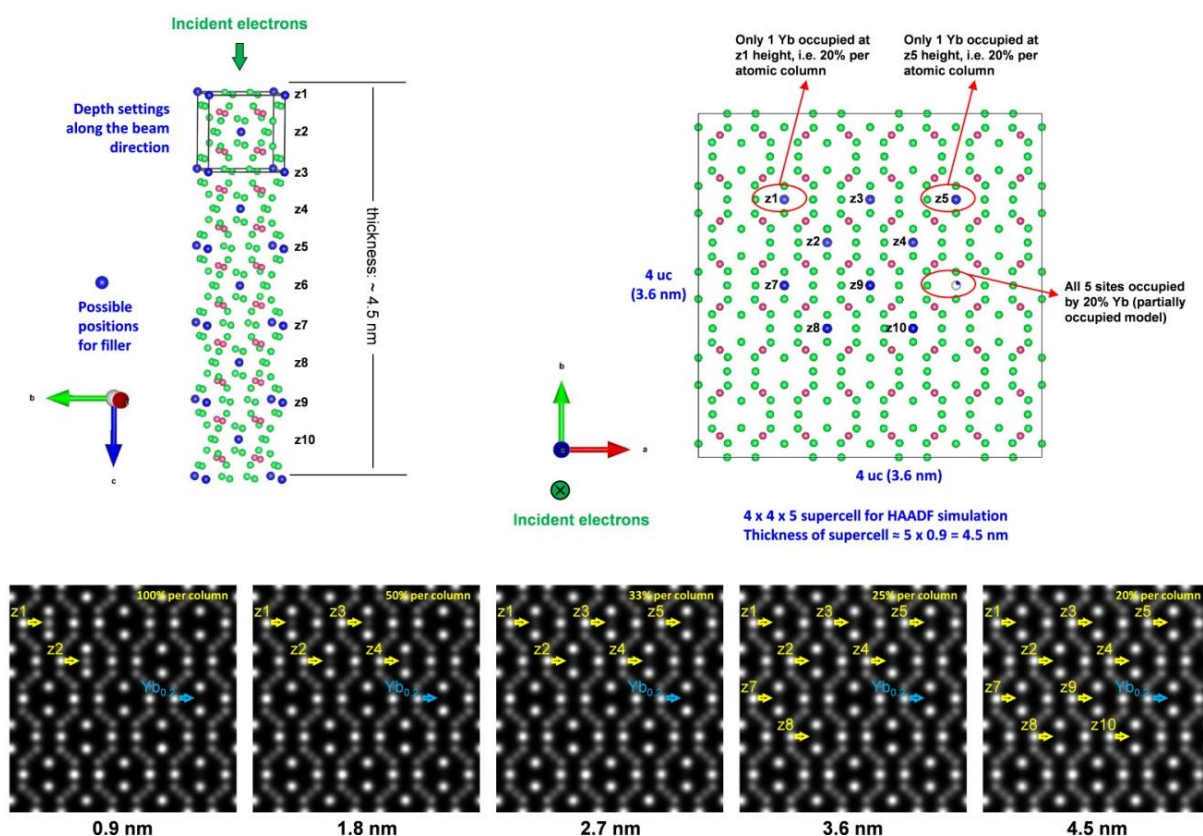 Incident electrons
Depth settings
along the beam
direction
z1
z2
z3
z4
z5
z6
z7
z8
z9
z10
thickness: ~ 4.5 nm
Possible
positions
for filler
b
c
Only 1 Yb occupied at
z1 height, i.e. 20% per
atomic column
Only 1 Yb occupied at
z5 height, i.e. 20% per
atomic column
z1
z3
z5
z2
z4
z7
z9
z8
z10
4 uc
(3.6 nm)
All 5 sites occupied
by 20% Yb (partially
occupied model)
b
a
Incident electrons
4 uc (3.6 nm)
4 x 4 x 5 supercell for HAADF simulation
Thickness of supercell ≈ 5 x 0.9 = 4.5 nm
100% per column
z1
z2
Yb0.2
0.9 nm
50% per column
z1
z3
z2
z4
Yb0.2
1.8 nm
33% per column
z1
z3
z5
z2
z4
Yb0.2
2.7 nm
25% per column
z1
z3
z5
z2
z4
z7
Yb0.2
z8
3.6 nm
20% per column
z1
z3
z5
z2
z4
z7
z9
Yb0.2
z8
z10
4.5 nm